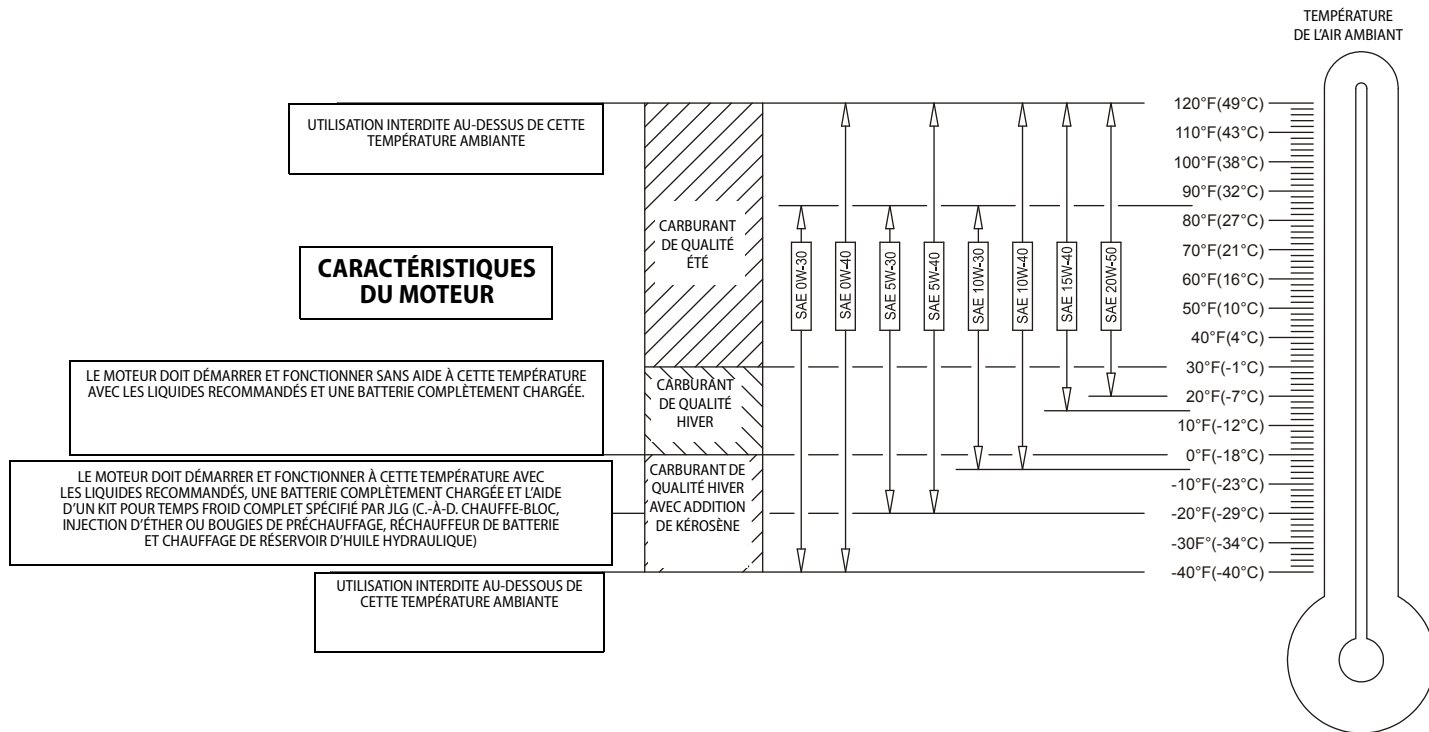 TEMPÉRATURE
DE L'AIR AMBIANT
UTILISATION INTERDITE AU-DESSUS DE CETTE
TEMPÉRATURE AMBIANTE
CARACTÉRISTIQUES
DU MOTEUR
LE MOTEUR DOIT DÉMARRER ET FONCTIONNER SANS AIDE À CETTE TEMPÉRATURE
AVEC LES LIQUIDES RECOMMANDÉS ET UNE BATTERIE COMPLÈTEMENT CHARGÉE.
LE MOTEUR DOIT DÉMARRER ET FONCTIONNER À CETTE TEMPÉRATURE AVEC
LES LIQUIDES RECOMMANDÉS, UNE BATTERIE COMPLÈTEMENT CHARGÉE ET L'AIDE
D'UN KIT POUR TEMPS FROID COMPLET SPÉCIFIÉ PAR JLG (C.-À-D. CHAUFFE-BLOC,
INJECTION D'ÉTHER OU BOUGIES DE PRÉCHAUFFAGE, RÉCHAUFFEUR DE BATTERIE
ET CHAUFFAGE DE RÉSERVOIR D'HUILE HYDRAULIQUE)
UTILISATION INTERDITE AU-DESSOUS DE
CETTE TEMPÉRATURE AMBIANTE
CARBURANT
DE QUALITÉ
ÉTÉ
CARBURANT
DE QUALITÉ
HIVER
CARBURANT DE
QUALITÉ HIVER
AVEC ADDITION
DE KÉROSÈNE
SAE 0W-30
SAE 0W-40
SAE 5W-30
SAE 5W-40
SAE 10W-30
SAE 10W-40
SAE 15W-40
SAE 20W-50
120°F(49°C)
110°F(43°C)
100°F(38°C)
90°F(32°C)
80°F(27°C)
70°F(21°C)
60°F(16°C)
50°F(10°C)
40°F(4°C)
30°F(-1°C)
20°F(-7°C)
10°F(-12°C)
0°F(-18°C)
-10°F(-23°C)
-20°F(-29°C)
-30F°(-34°C)
-40°F(-40°C)